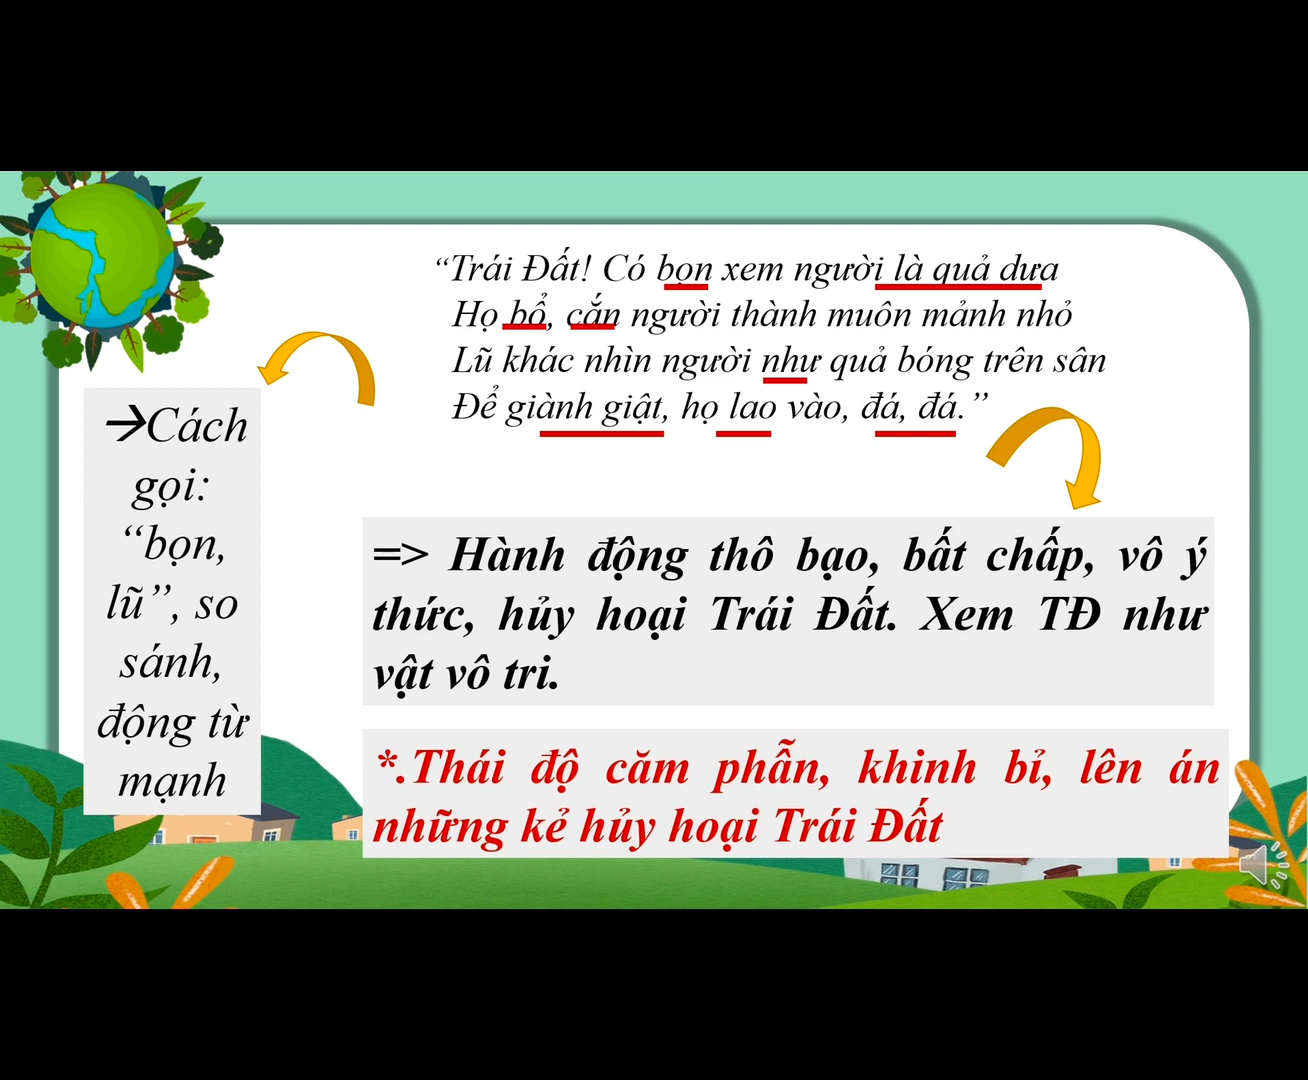 “Trái Đất! Có bọn xem người là quả dưa
Họ bổ, cắn người thành muôn mảnh nhỏ
Lũ khác nhìn người như quả bóng trên sân
Để giành giật, họ lao vào, đá, đá.”
→Cách
gọi:
“bọn,
lũ”, so
sánh,
động từ
mạnh
=> Hành động thô bạo, bất chấp, vô ý
thức, hủy hoại Trái Đất. Xem TĐ như
vật vô tri.
*.Thái độ căm phẫn, khinh bỉ, lên án
những kẻ hủy hoại Trái Đất